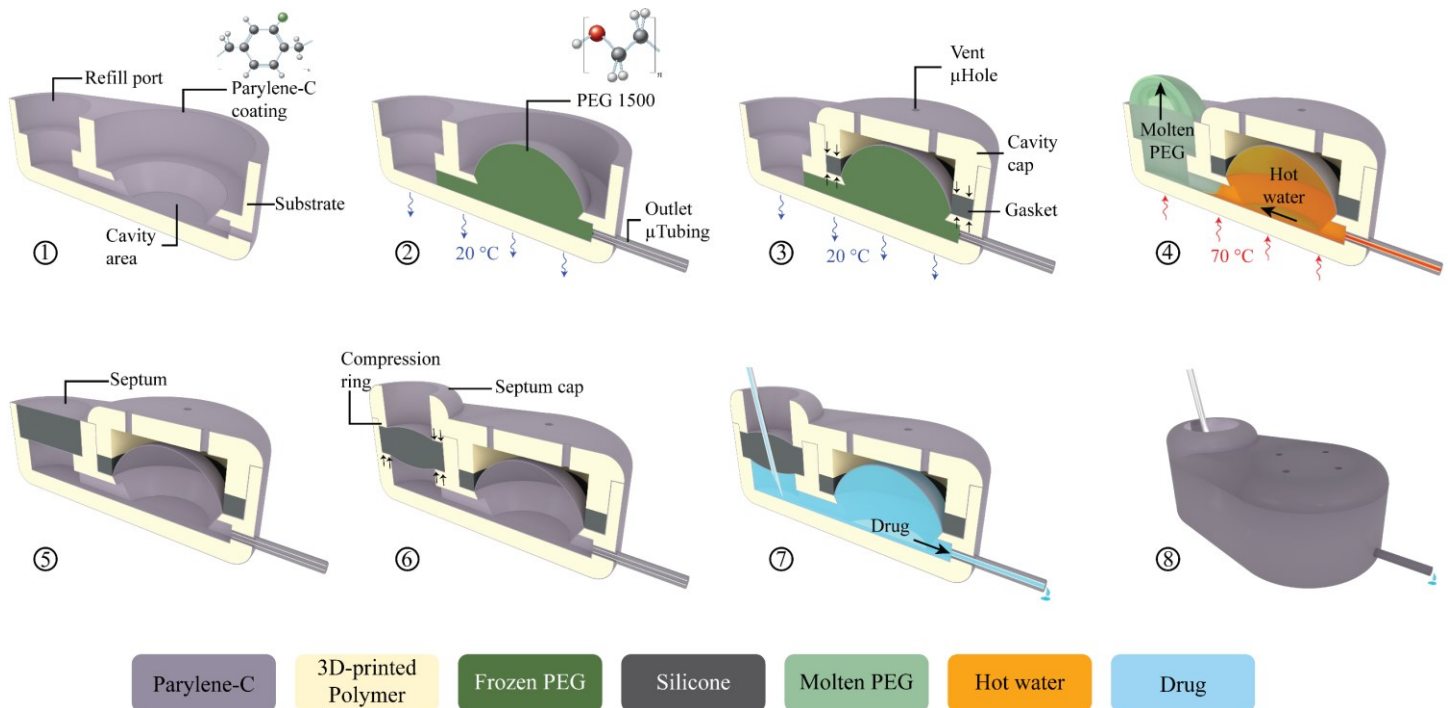 Refill port
Parylene-C
coating
Substrate
Cavity
area
①
n
PEG 1500
Outlet
µTubing
20 °C
②
Vent
µHole
Cavity
cap
Gasket
20 °C
③
Molten
PEG
Hot
water
70 °C
④
Septum
⑤
Compression
ring
Septum cap
⑥
Drug
⑦
⑧
Parylene-C
3D-printed
Polymer
Frozen PEG
Silicone
Molten PEG
Hot water
Drug